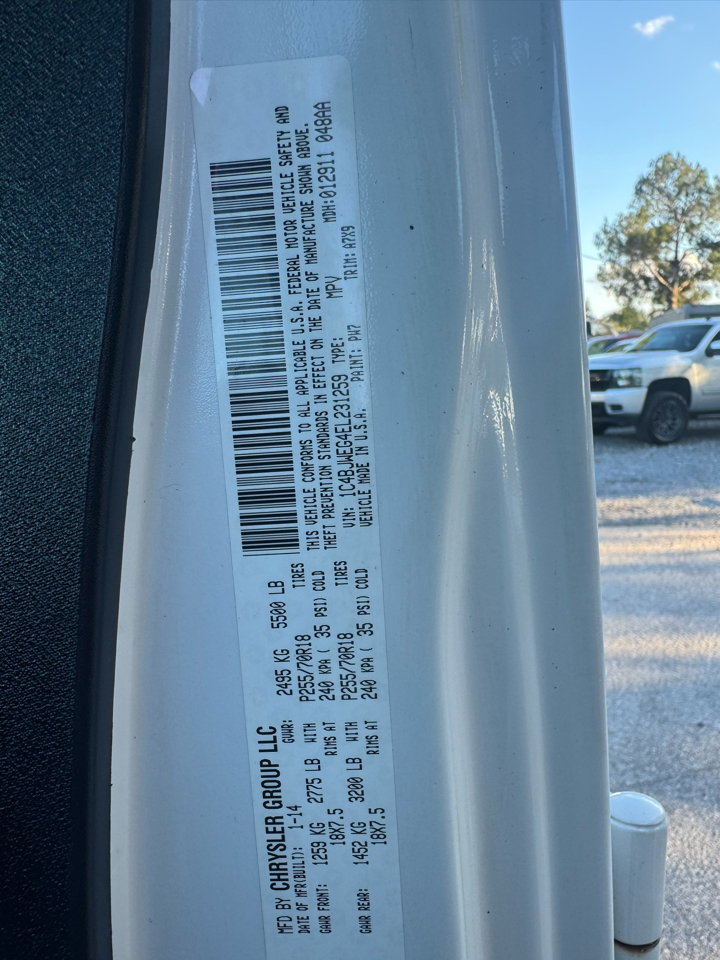 MFD BY CHRYSLER GROUP LLC
DATE OF MFR(BUILT): 1-14 GVWR: 2495 KG 5500 LB
GAWR FRONT: 1259 KG 2775 LB WITH P255/70R18 TIRES
18X7.5 RIMS AT 240 KPA ( 35 PSI) COLD
GAWR REAR: 1452 KG 3200 LB WITH P255/70R18 TIRES
18X7.5 RIMS AT 240 KPA ( 35 PSI) COLD
THIS VEHICLE CONFORMS TO ALL APPLICABLE U.S.A. FEDERAL MOTOR VEHICLE SAFETY AND
THEFT PREVENTION STANDARDS IN EFFECT ON THE DATE OF MANUFACTURE SHOWN ABOVE.
VIN: 1C4BJWEG4EL231259 TYPE: MPV MDH:012911 048AA
VEHICLE MADE IN U.S.A. PAINT: PW7 TRIM: A7X9